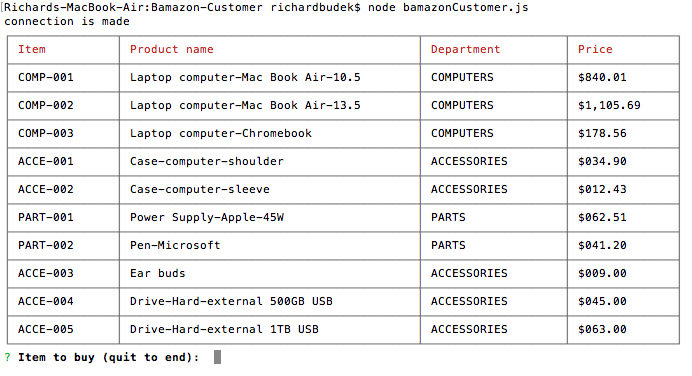 [Richards-MacBook-Air:Bamazon-Customer richardbudek$ node bamazonCustomer.js
connection is made
Item Product name Department Price
COMP-001 Laptop computer-Mac Book Air-10.5 COMPUTERS $840.01
COMP-002 Laptop computer-Mac Book Air-13.5 COMPUTERS $1,105.69
COMP-003 Laptop computer-Chromebook COMPUTERS $178.56
ACCE-001 Case-computer-shoulder ACCESSORIES $034.90
ACCE-002 Case-computer-sleeve ACCESSORIES $012.43
PART-001 Power Supply-Apple-45W PARTS $062.51
PART-002 Pen-Microsoft PARTS $041.20
ACCE-003 Ear buds ACCESSORIES $009.00
ACCE-004 Drive-Hard-external 500GB USB ACCESSORIES $045.00
ACCE-005 Drive-Hard-external 1TB USB ACCESSORIES $063.00
? Item to buy (quit to end):